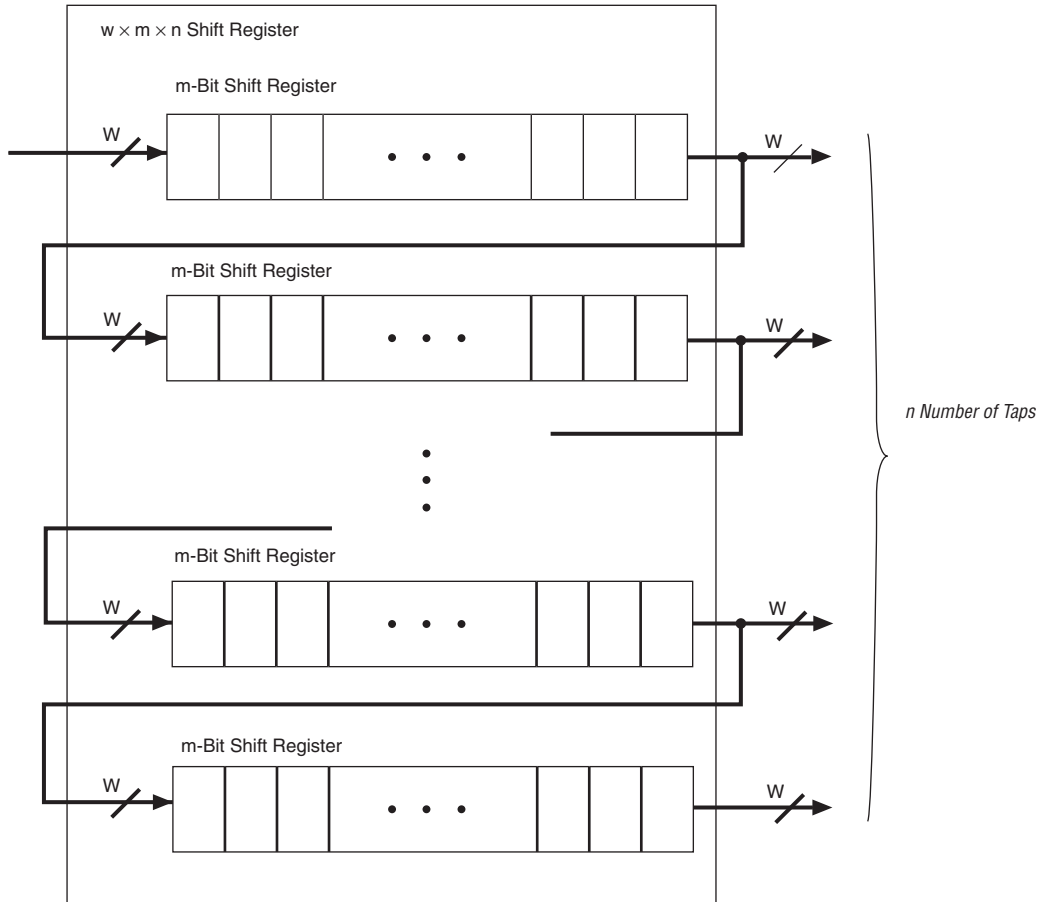 w × m × n Shift Register
m-Bit Shift Register
W
W
m-Bit Shift Register
W
W
n Number of Taps
m-Bit Shift Register
W
W
m-Bit Shift Register
W
W